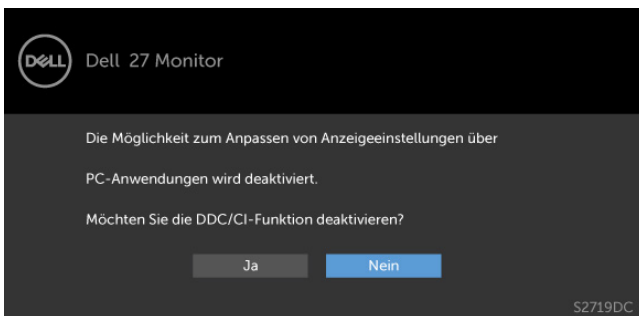 DELL
Dell 27 Monitor
Die Möglichkeit zum Anpassen von Anzeigeeinstellungen über
PC-Anwendungen wird deaktiviert.
Möchten Sie die DDC/CI-Funktion deaktivieren?
Ja
Nein
S2719DC